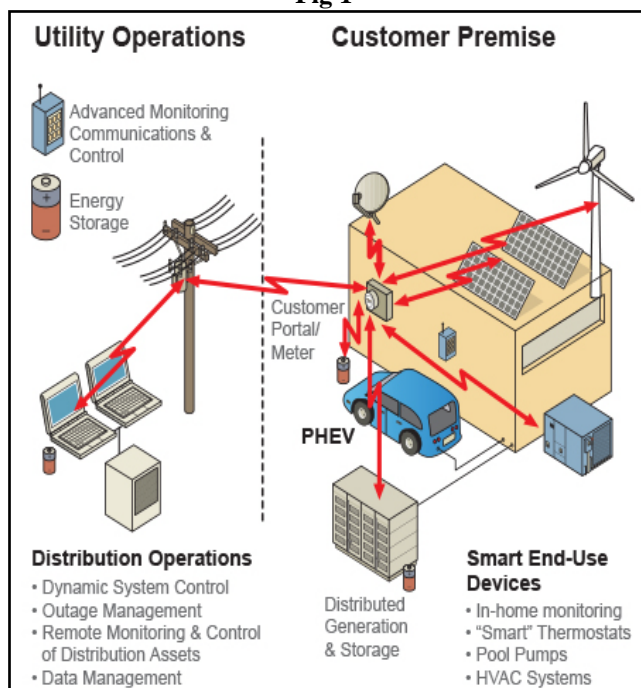 Fig 1
Utility Operations
Customer Premise
Advanced Monitoring
Communications &
Control
+
Energy
Storage
–
Customer
Portal/
Meter
PHEV
Distribution Operations
• Dynamic System Control
• Outage Management
• Remote Monitoring & Control
of Distribution Assets
• Data Management
Distributed
Generation
& Storage
Smart End-Use
Devices
• In-home monitoring
• “Smart” Thermostats
• Pool Pumps
• HVAC Systems